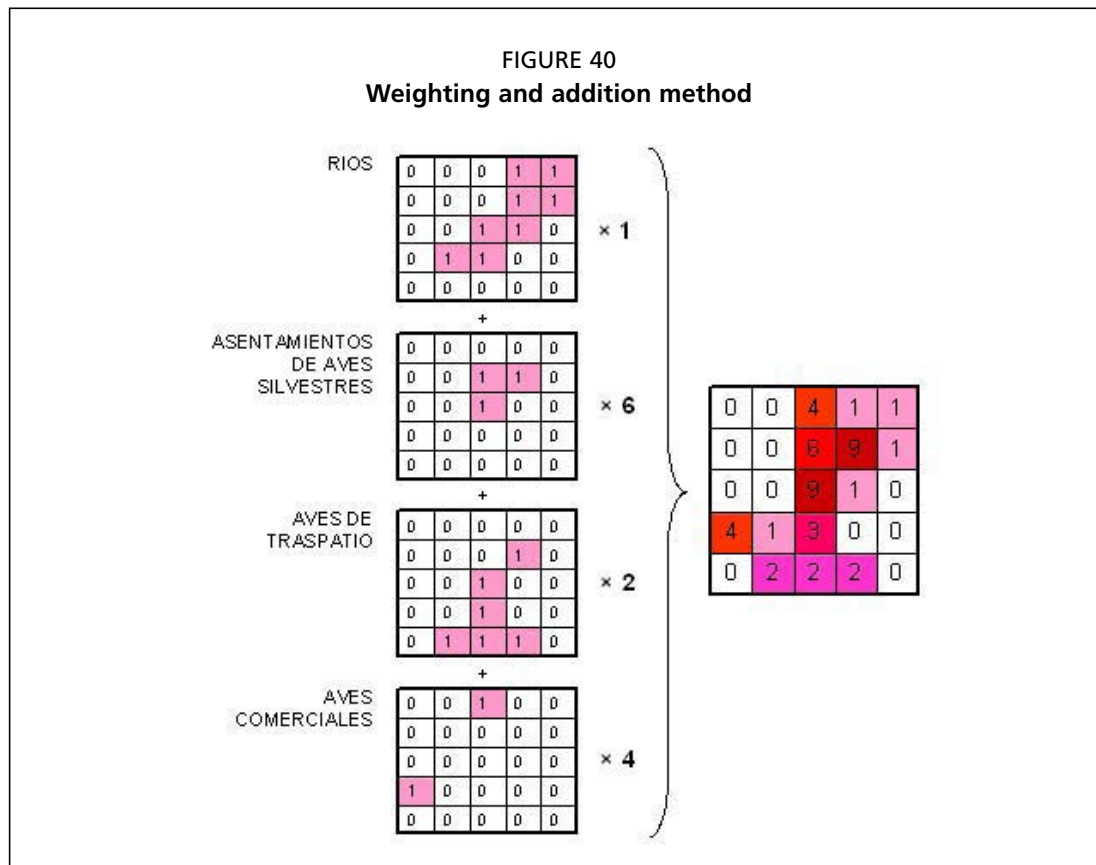 FIGURE 40
Weighting and addition method
RIOS
0 0 0 1 1
0 0 0 1 1
0 0 1 1 0
0 1 1 0 0
0 0 0 0 0
× 1
+
ASENTAMIENTOS
DE AVES
SILVESTRES
0 0 0 0 0
0 0 1 1 0
0 0 1 0 0
0 0 0 0 0
0 0 0 0 0
× 6
+
AVES DE
TRASPATIO
0 0 0 0 0
0 0 0 1 0
0 0 1 0 0
0 0 1 0 0
0 1 1 1 0
× 2
+
AVES
COMERCIALES
0 0 1 0 0
0 0 0 0 0
0 0 0 0 0
1 0 0 0 0
0 0 0 0 0
× 4
0 0 4 1 1
0 0 6 9 1
0 0 9 1 0
4 1 3 0 0
0 2 2 2 0